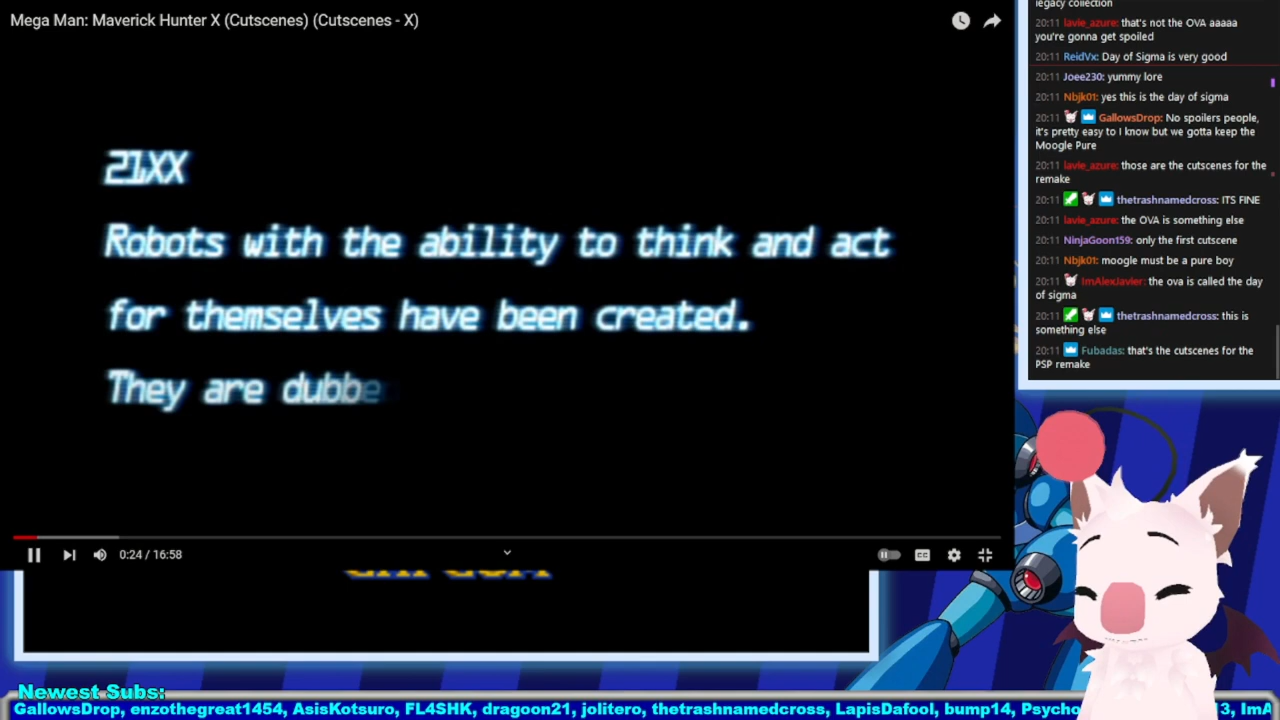 Mega Man: Maverick Hunter X (Cutscenes) (Cutscenes - X)
21XX
Robots with the ability to think and act
for themselves have been created.
They are dubbe
0:24 / 16:58
CC
legacy collection
20:11 lavie_azure: that's not the OVA aaaaa
you're gonna get spoiled
20:11 ReidVx: Day of Sigma is very good
20:11 Joee230: yummy lore
20:11 Nbjk01: yes this is the day of sigma
20:11 GallowsDrop: No spoilers people,
it's pretty easy to I know but we gotta keep the
Moogle Pure
20:11 lavie_azure: those are the cutscenes for the
remake
20:11 thetrashnamedcross: ITS FINE
20:11 lavie_azure: the OVA is something else
20:11 NinjaGoon159: only the first cutscene
20:11 Nbjk01: moogle must be a pure boy
20:11 ImAlexJavier: the ova is called the day
of sigma
20:11 thetrashnamedcross: this is
something else
20:11 Fubadas: that's the cutscenes for the
PSP remake
Newest Subs:
GallowsDrop, enzothegreat1454, AsisKotsuro, FL4SHK, dragoon21, jolitero, thetrashnamedcross, LapisDafool, bump14, Psycho 13, ImA